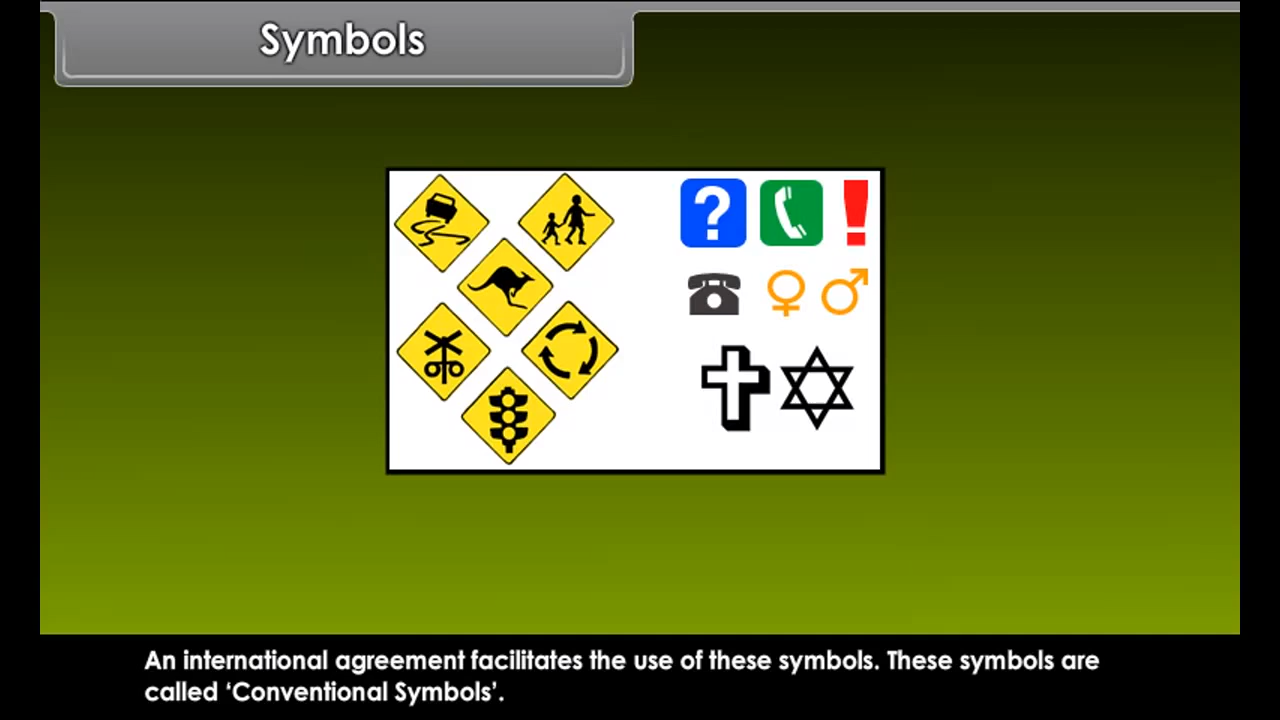 Symbols
? !
An international agreement facilitates the use of these symbols. These symbols are
called ‘Conventional Symbols’.